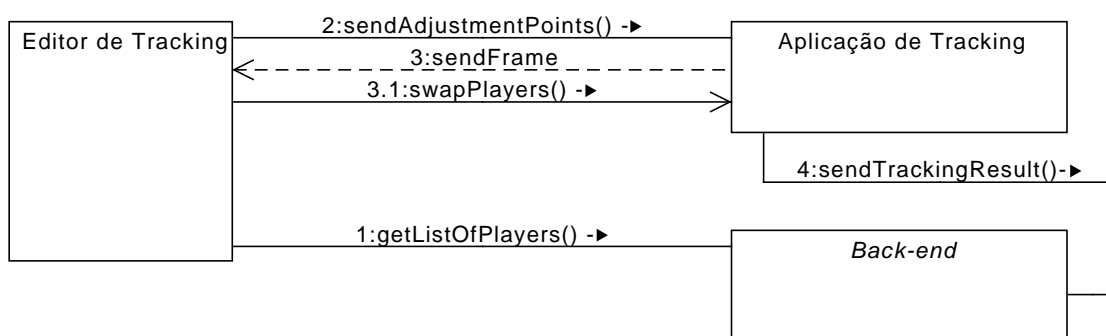 2:sendAdjustmentPoints() -▶
Editor de Tracking
Aplicação de Tracking
3:sendFrame
3.1:swapPlayers() -▶
4:sendTrackingResult()-▶
1:getListOfPlayers() -▶
Back-end